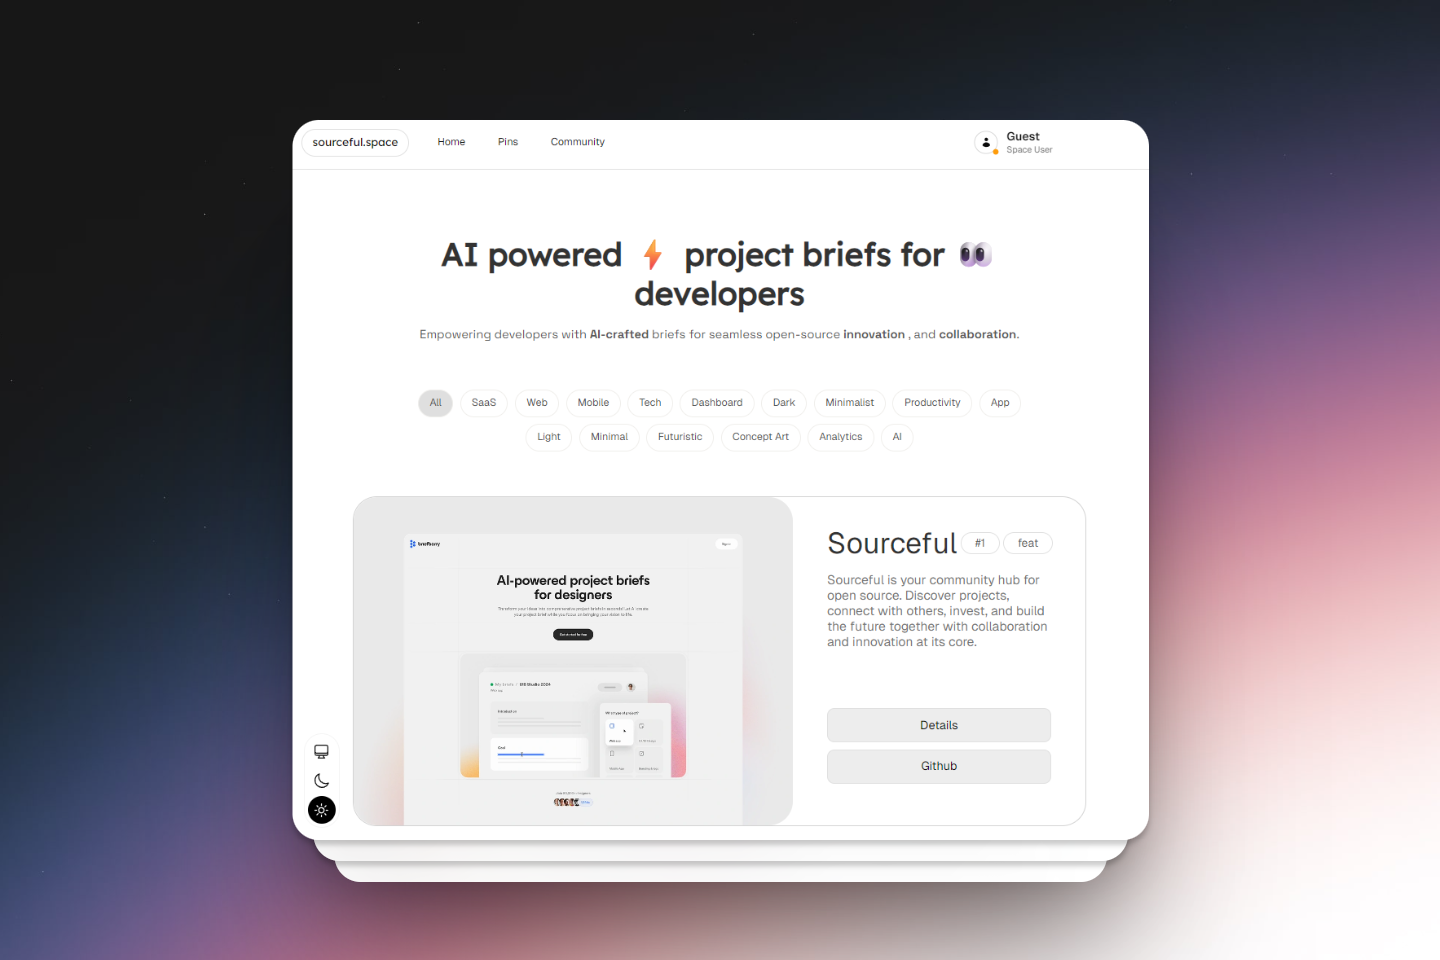 sourceful.space
Home
Pins
Community
Guest
Space User
AI powered ⚡ project briefs for 👀
developers
Empowering developers with AI-crafted briefs for seamless open-source innovation , and collaboration.
All
SaaS
Web
Mobile
Tech
Dashboard
Dark
Minimalist
Productivity
App
Light
Minimal
Futuristic
Concept Art
Analytics
AI
AI-powered project briefs
for designers
Introduction
Goal
Sourceful
#1
feat
Sourceful is your community hub for
open source. Discover projects,
connect with others, invest, and build
the future together with collaboration
and innovation at its core.
Details
Github